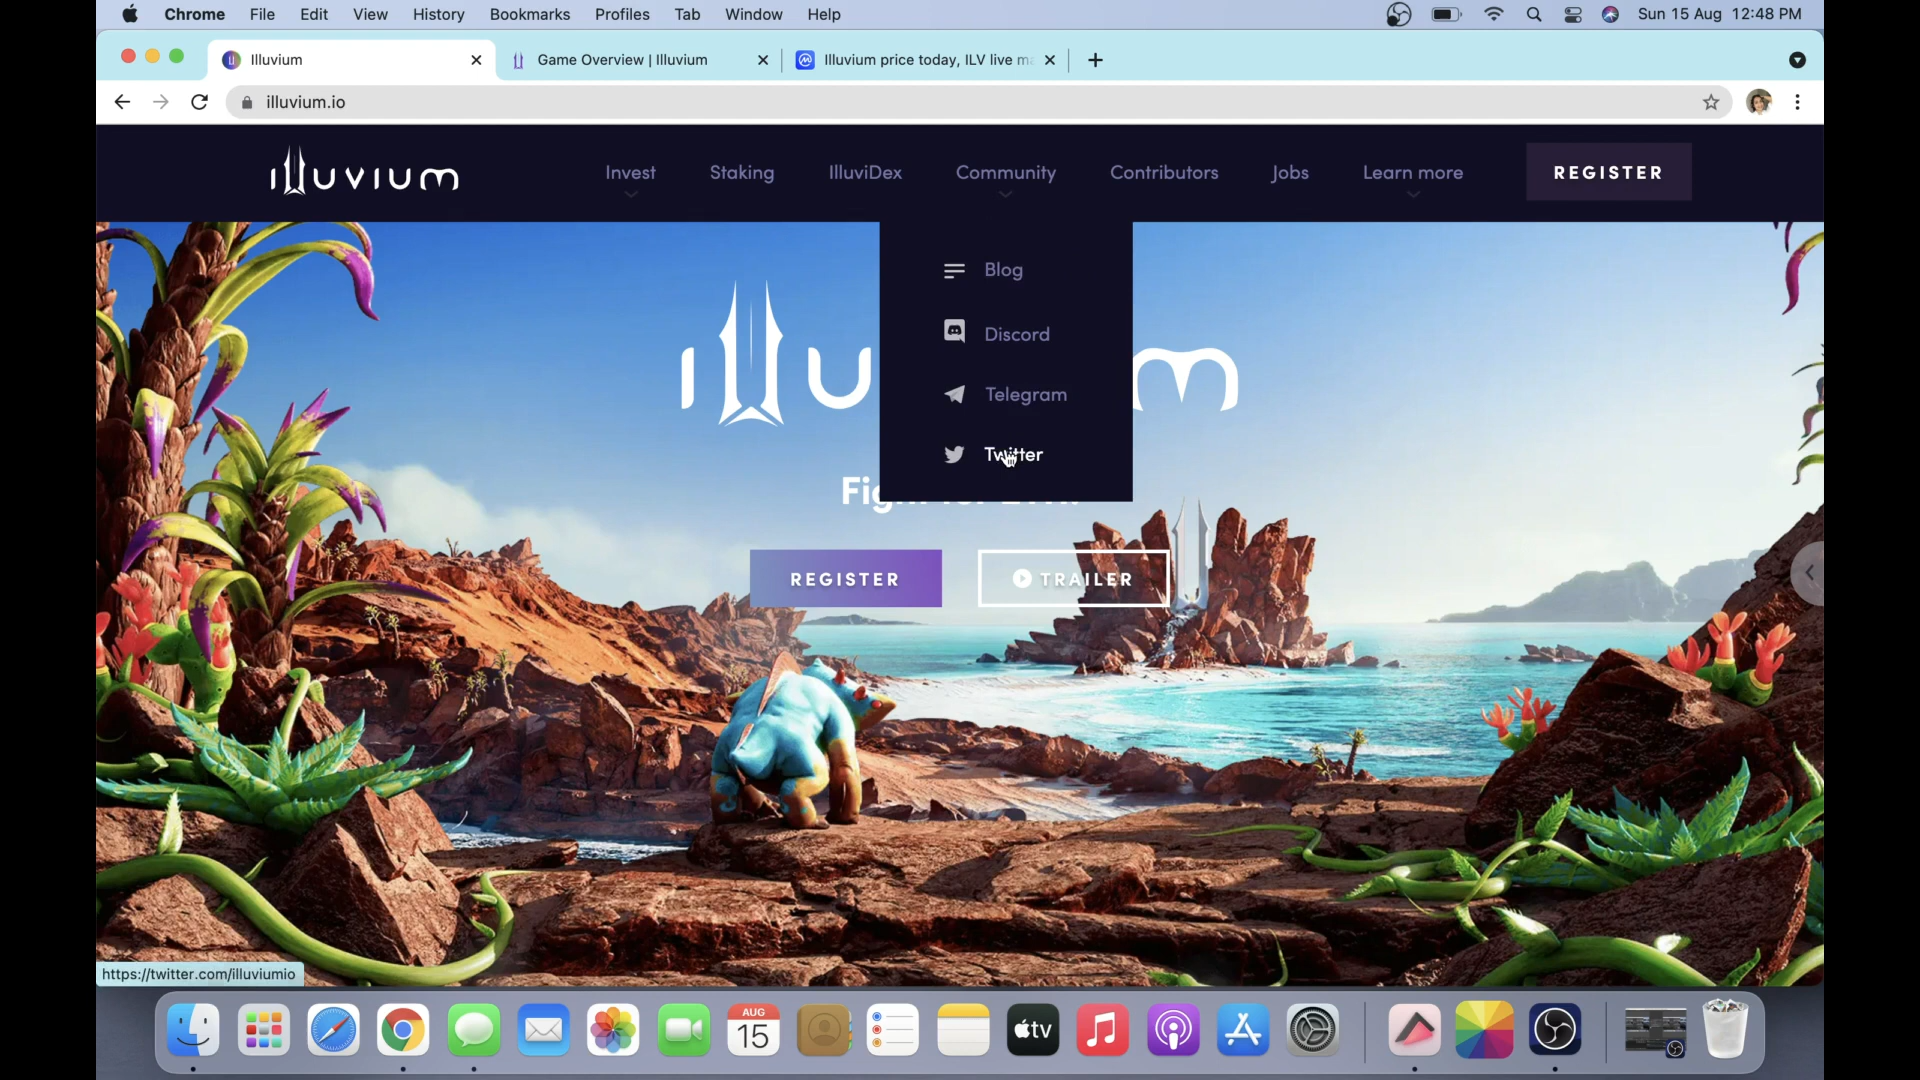 Chrome File Edit View History Bookmarks Profiles Tab Window Help Sun 15 Aug 12:48 PM
Illuvium Game Overview | Illuvium Illuvium price today, ILV live ma
illuvium.io
illuvium Invest Staking IlluviDex Community Contributors Jobs Learn more REGISTER
Blog
Discord
Telegram
Twitter
REGISTER TRAILER
https://twitter.com/illuviumio
AUG
15
tv